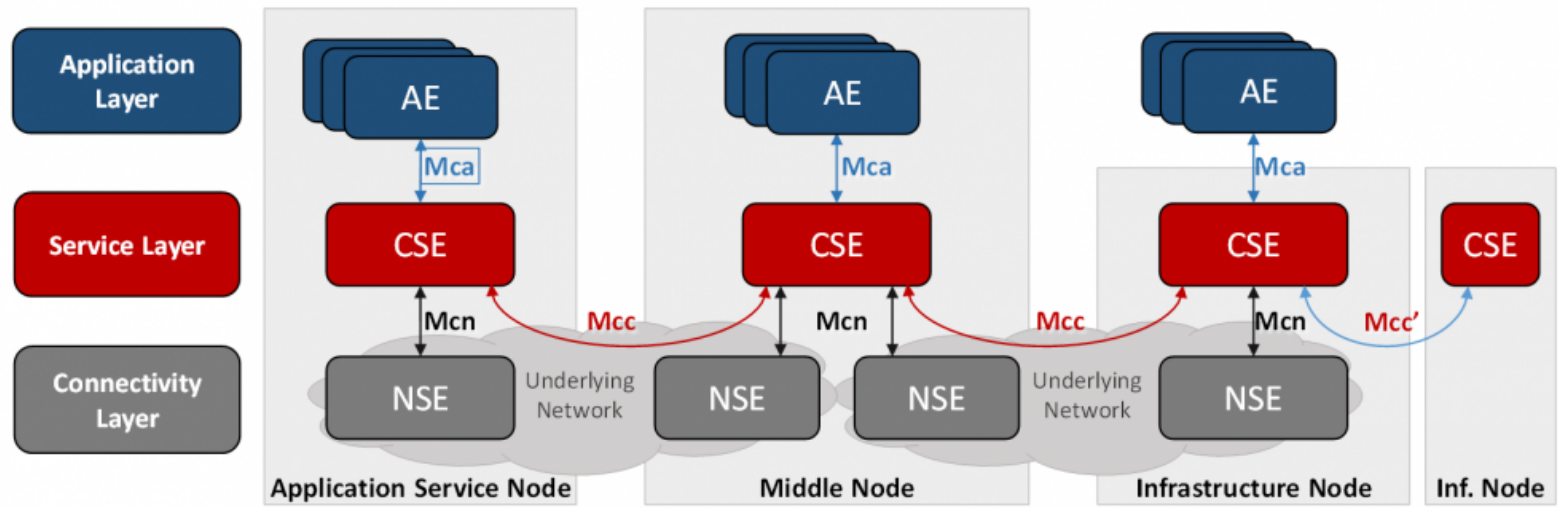 Application
Layer
AE
AE
AE
Mca
Mca
Mca
Service Layer
CSE
CSE
CSE
CSE
Mcn
Mcc
Mcn
Mcc
Mcn
Mcc'
Connectivity
Layer
NSE
Underlying
Network
NSE
NSE
Underlying
Network
NSE
Application Service Node
Middle Node
Infrastructure Node
Inf. Node